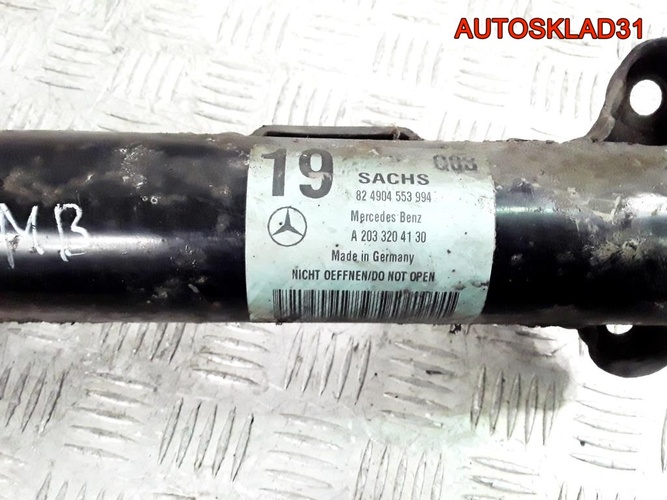 AUTOSKLAD31
19
SACHS
82 4904 553 994
Mercedes Benz
A 203 320 41 30
Made in Germany
NICHT OEFFNEN/DO NOT OPEN
MB